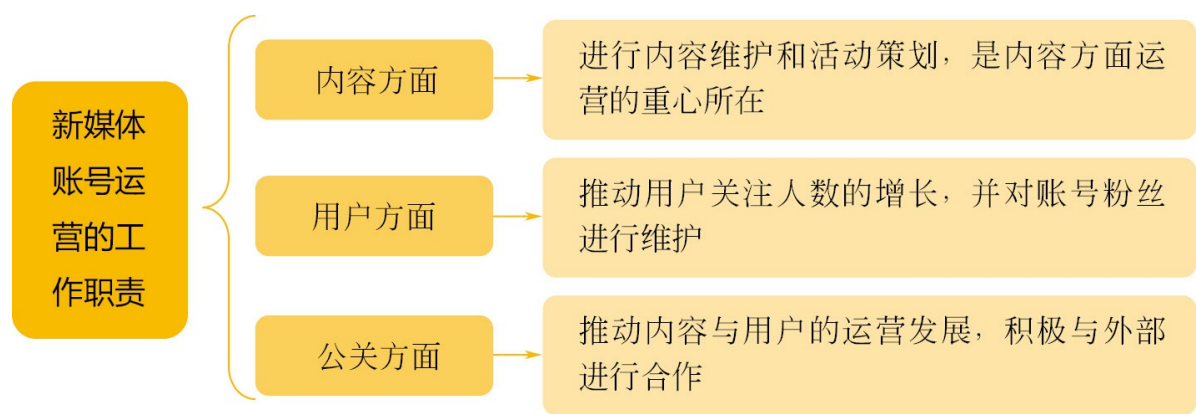 新媒体
账号运
营的工
作职责
内容方面
进行内容维护和活动策划，是内容方面运
营的重心所在
用户方面
推动用户关注人数的增长，并对账号粉丝
进行维护
公关方面
推动内容与用户的运营发展，积极与外部
进行合作